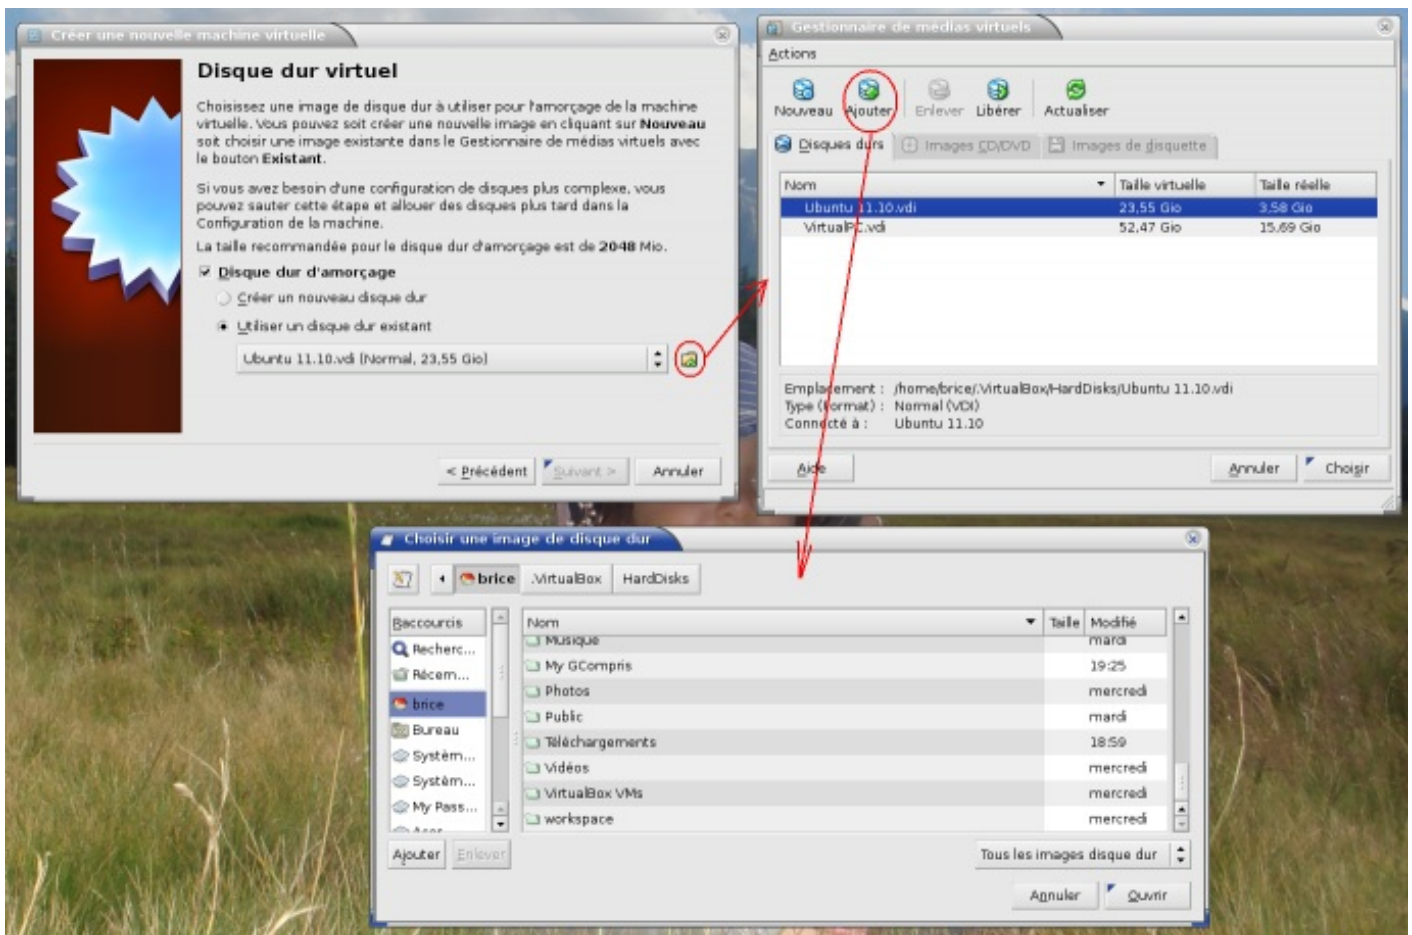 Créer une nouvelle machine virtuelle
Disque dur virtuel
Choisissez une image de disque dur à utiliser pour l'amorçage de la machine
virtuelle. Vous pouvez soit créer une nouvelle image en cliquant sur Nouveau
soit choisir une image existante dans le Gestionnaire de médias virtuels avec
le bouton Existant.
Si vous avez besoin d'une configuration de disques plus complexe, vous
pouvez sauter cette étape et allouer des disques plus tard dans la
Configuration de la machine.
La taille recommandée pour le disque dur d'amorçage est de 2048 Mio.
Disque dur d'amorçage
Créer un nouveau disque dur
Utiliser un disque dur existant
Ubuntu 11.10.vdi (Normal, 23,55 Gio)
< Précédent Suivant > Annuler
Gestionnaire de médias virtuels
Actions
Nouveau Ajouter Enlever Libérer Actualiser
Disques durs Images CD/DVD Images de disquette
Nom Taille virtuelle Taille réelle
Ubuntu 11.10.vdi 23,55 Gio 3,58 Gio
VirtualPC.vdi 52,47 Gio 15,69 Gio
Emplacement : /home/brice/.VirtualBox/HardDisks/Ubuntu 11.10.vdi
Type (Format) : Normal (VDI)
Connecté à : Ubuntu 11.10
Aide Annuler Choisir
Choisir une image de disque dur
brice .VirtualBox HardDisks
Raccourcis Nom Taille Modifié
Recherc... Musique mardi
Récem... My GCompris 19:25
brice Photos mercredi
Bureau Public mardi
Systèm... Téléchargements 18:59
Systèm... Vidéos mercredi
My Pass... VirtualBox VMs mercredi
Acer workspace mercredi
Ajouter Enlever Tous les images disque dur
Annuler Ouvrir